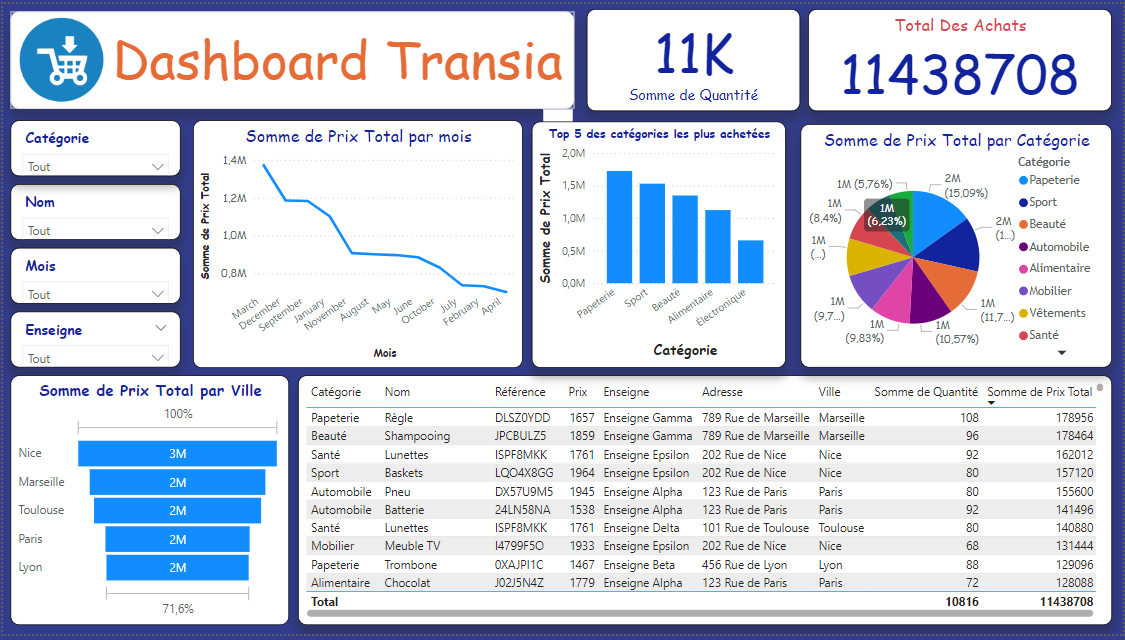 Dashboard Transia
11K
Somme de Quantité
Total Des Achats
11438708
Catégorie
Tout
Nom
Tout
Mois
Tout
Enseigne
Tout
Somme de Prix Total par mois
Somme de Prix Total
1,4M
1,2M
1,0M
0,8M
March
December
September
January
November
August
May
June
October
July
February
April
Mois
Top 5 des catégories les plus achetées
Somme de Prix Total
2,0M
1,5M
1,0M
0,5M
0,0M
Papeterie
Sport
Beauté
Alimentaire
Électronique
Catégorie
Somme de Prix Total par Catégorie
2M
(15,09%)
2M
(1...)
1M
(11,7...)
1M
(10,57%)
1M
(9,83%)
1M
(9,7...)
1M
(...)
1M
(8,4%)
1M
(6,23%)
1M (5,76%)
Catégorie
Papeterie
Sport
Beauté
Automobile
Alimentaire
Mobilier
Vêtements
Santé
Somme de Prix Total par Ville
100%
Nice 3M
Marseille 2M
Toulouse 2M
Paris 2M
Lyon 2M
71,6%
Catégorie Nom Référence Prix Enseigne Adresse Ville Somme de Quantité Somme de Prix Total
Papeterie Règle DLSZ0YDD 1657 Enseigne Gamma 789 Rue de Marseille Marseille 108 178956
Beauté Shampooing JPCBULZ5 1859 Enseigne Gamma 789 Rue de Marseille Marseille 96 178464
Santé Lunettes ISPF8MKK 1761 Enseigne Epsilon 202 Rue de Nice Nice 92 162012
Sport Baskets LQO4X8GG 1964 Enseigne Epsilon 202 Rue de Nice Nice 80 157120
Automobile Pneu DX57U9M5 1945 Enseigne Alpha 123 Rue de Paris Paris 80 155600
Automobile Batterie 24LN58NA 1538 Enseigne Alpha 123 Rue de Paris Paris 92 141496
Santé Lunettes ISPF8MKK 1761 Enseigne Delta 101 Rue de Toulouse Toulouse 80 140880
Mobilier Meuble TV I4799F5O 1933 Enseigne Epsilon 202 Rue de Nice Nice 68 131444
Papeterie Trombone 0XAJPI1C 1467 Enseigne Beta 456 Rue de Lyon Lyon 88 129096
Alimentaire Chocolat J02J5N4Z 1779 Enseigne Alpha 123 Rue de Paris Paris 72 128088
Total 10816 11438708